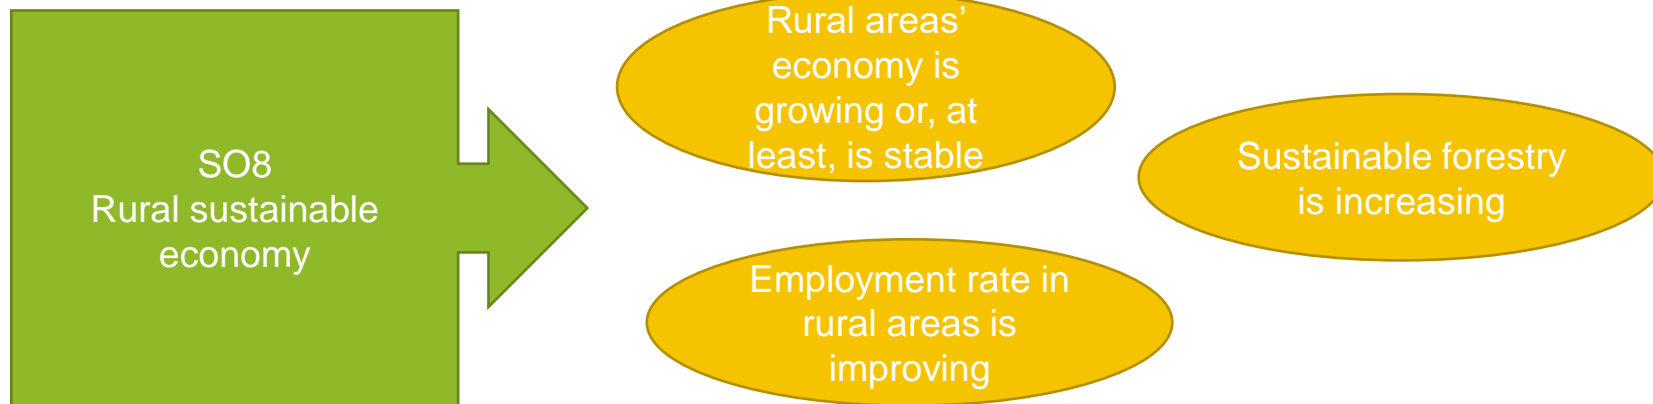 SO8
Rural sustainable
economy
Rural areas’
economy is
growing or, at
least, is stable
Sustainable forestry
is increasing
Employment rate in
rural areas is
improving